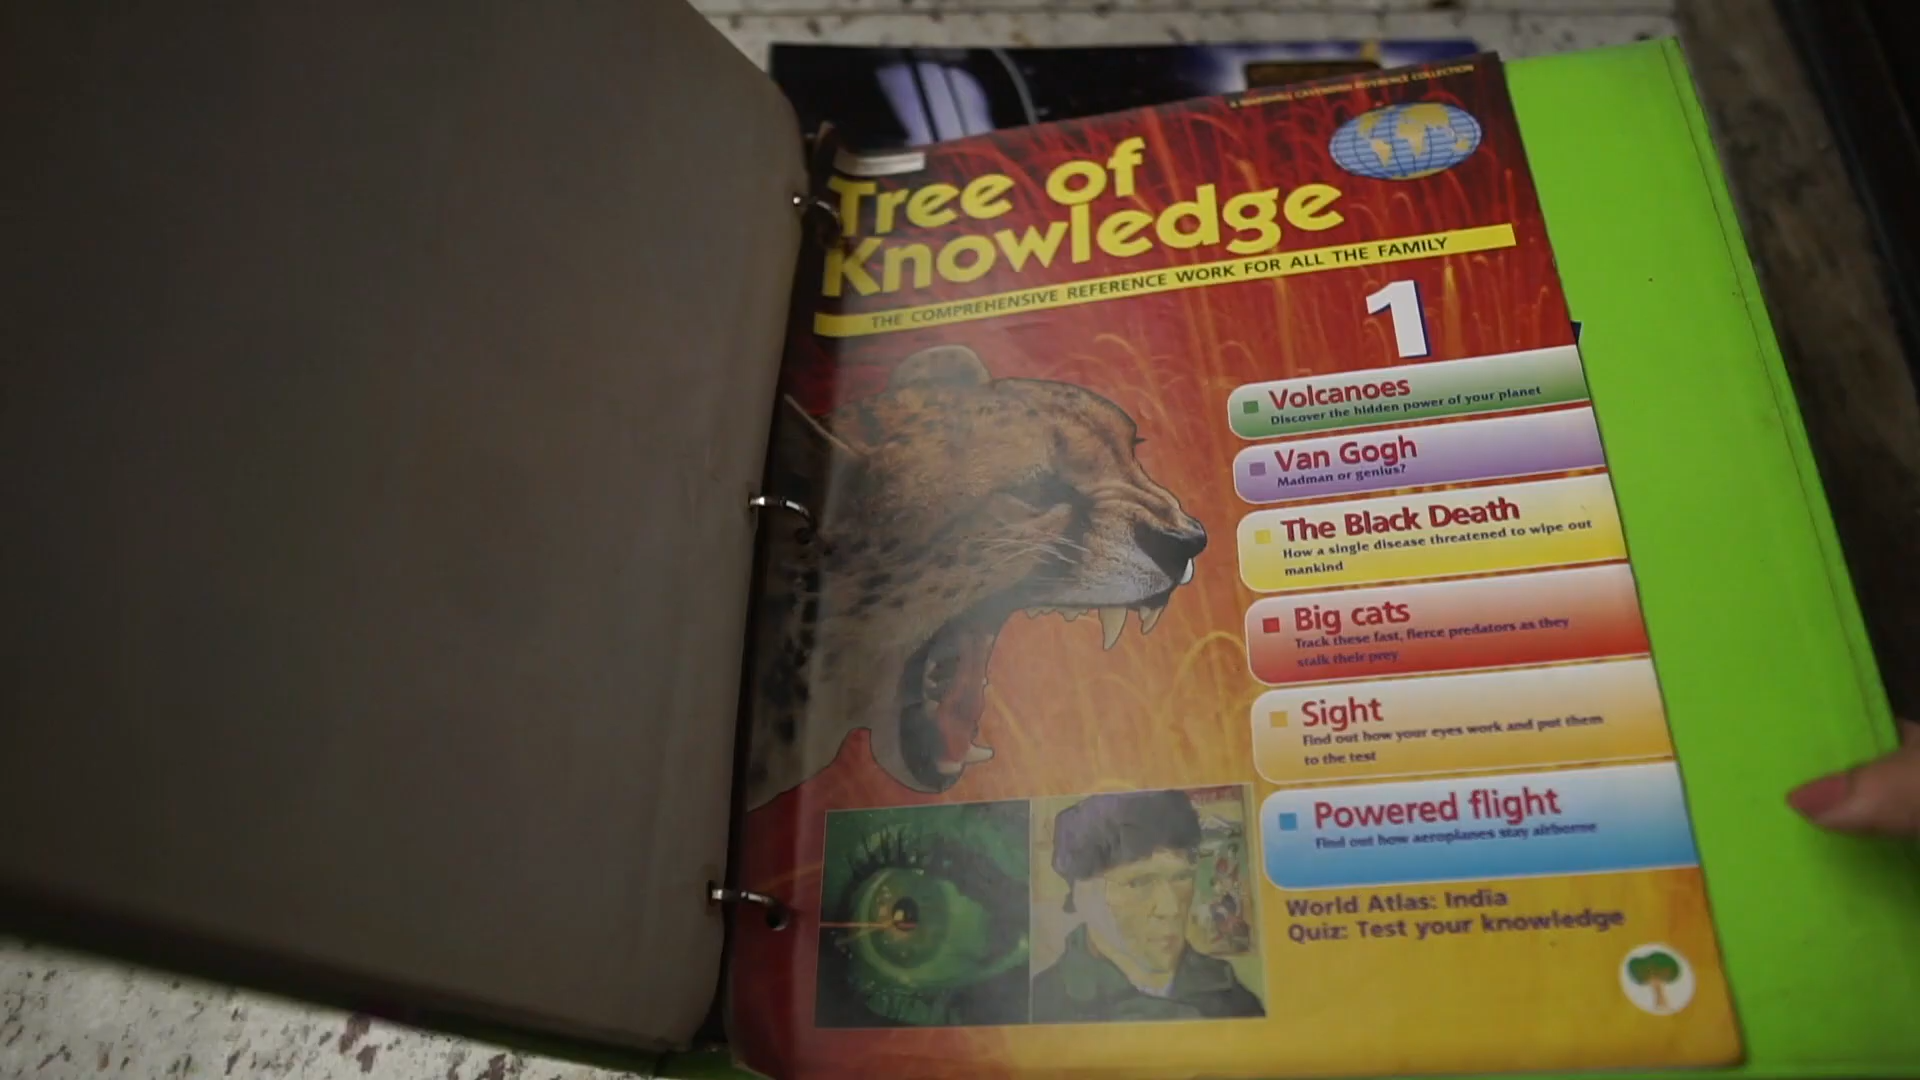 A MARSHALL CAVENDISH REFERENCE COLLECTION
Tree of
Knowledge
THE COMPREHENSIVE REFERENCE WORK FOR ALL THE FAMILY
1
Volcanoes
Discover the hidden power of your planet
Van Gogh
Madman or genius?
The Black Death
How a single disease threatened to wipe out
mankind
Big cats
Track these fast, fierce predators as they
stalk their prey
Sight
Find out how your eyes work and put them
to the test
Powered flight
Find out how aeroplanes stay airborne
World Atlas: India
Quiz: Test your knowledge